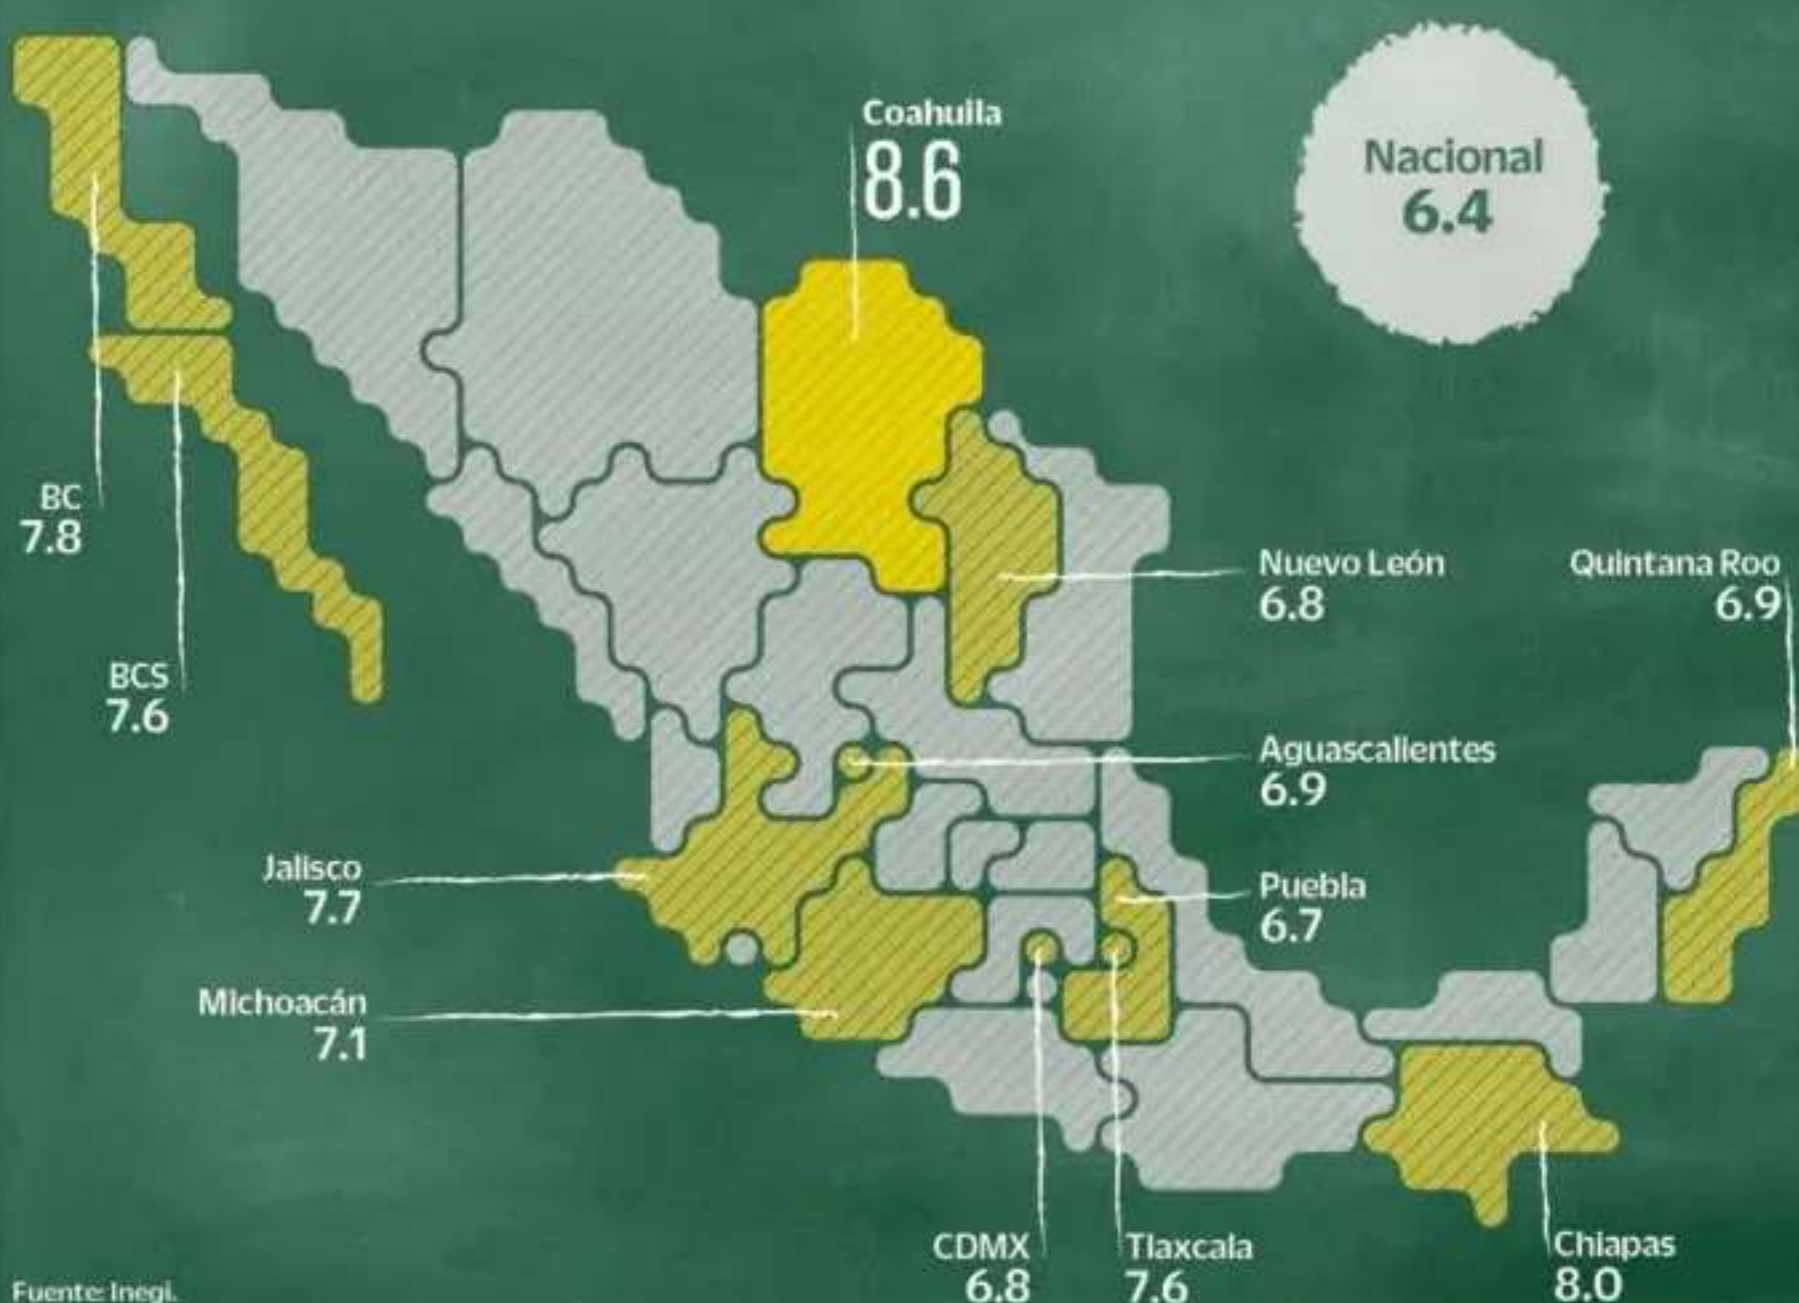 Coahuila
8.6
Nacional
6.4
BC
7.8
BCS
7.6
Nuevo León
6.8
Quintana Roo
6.9
Aguascalientes
6.9
Jalisco
7.7
Puebla
6.7
Michoacán
7.1
CDMX
6.8
Tlaxcala
7.6
Chiapas
8.0
Fuente: Inegi.